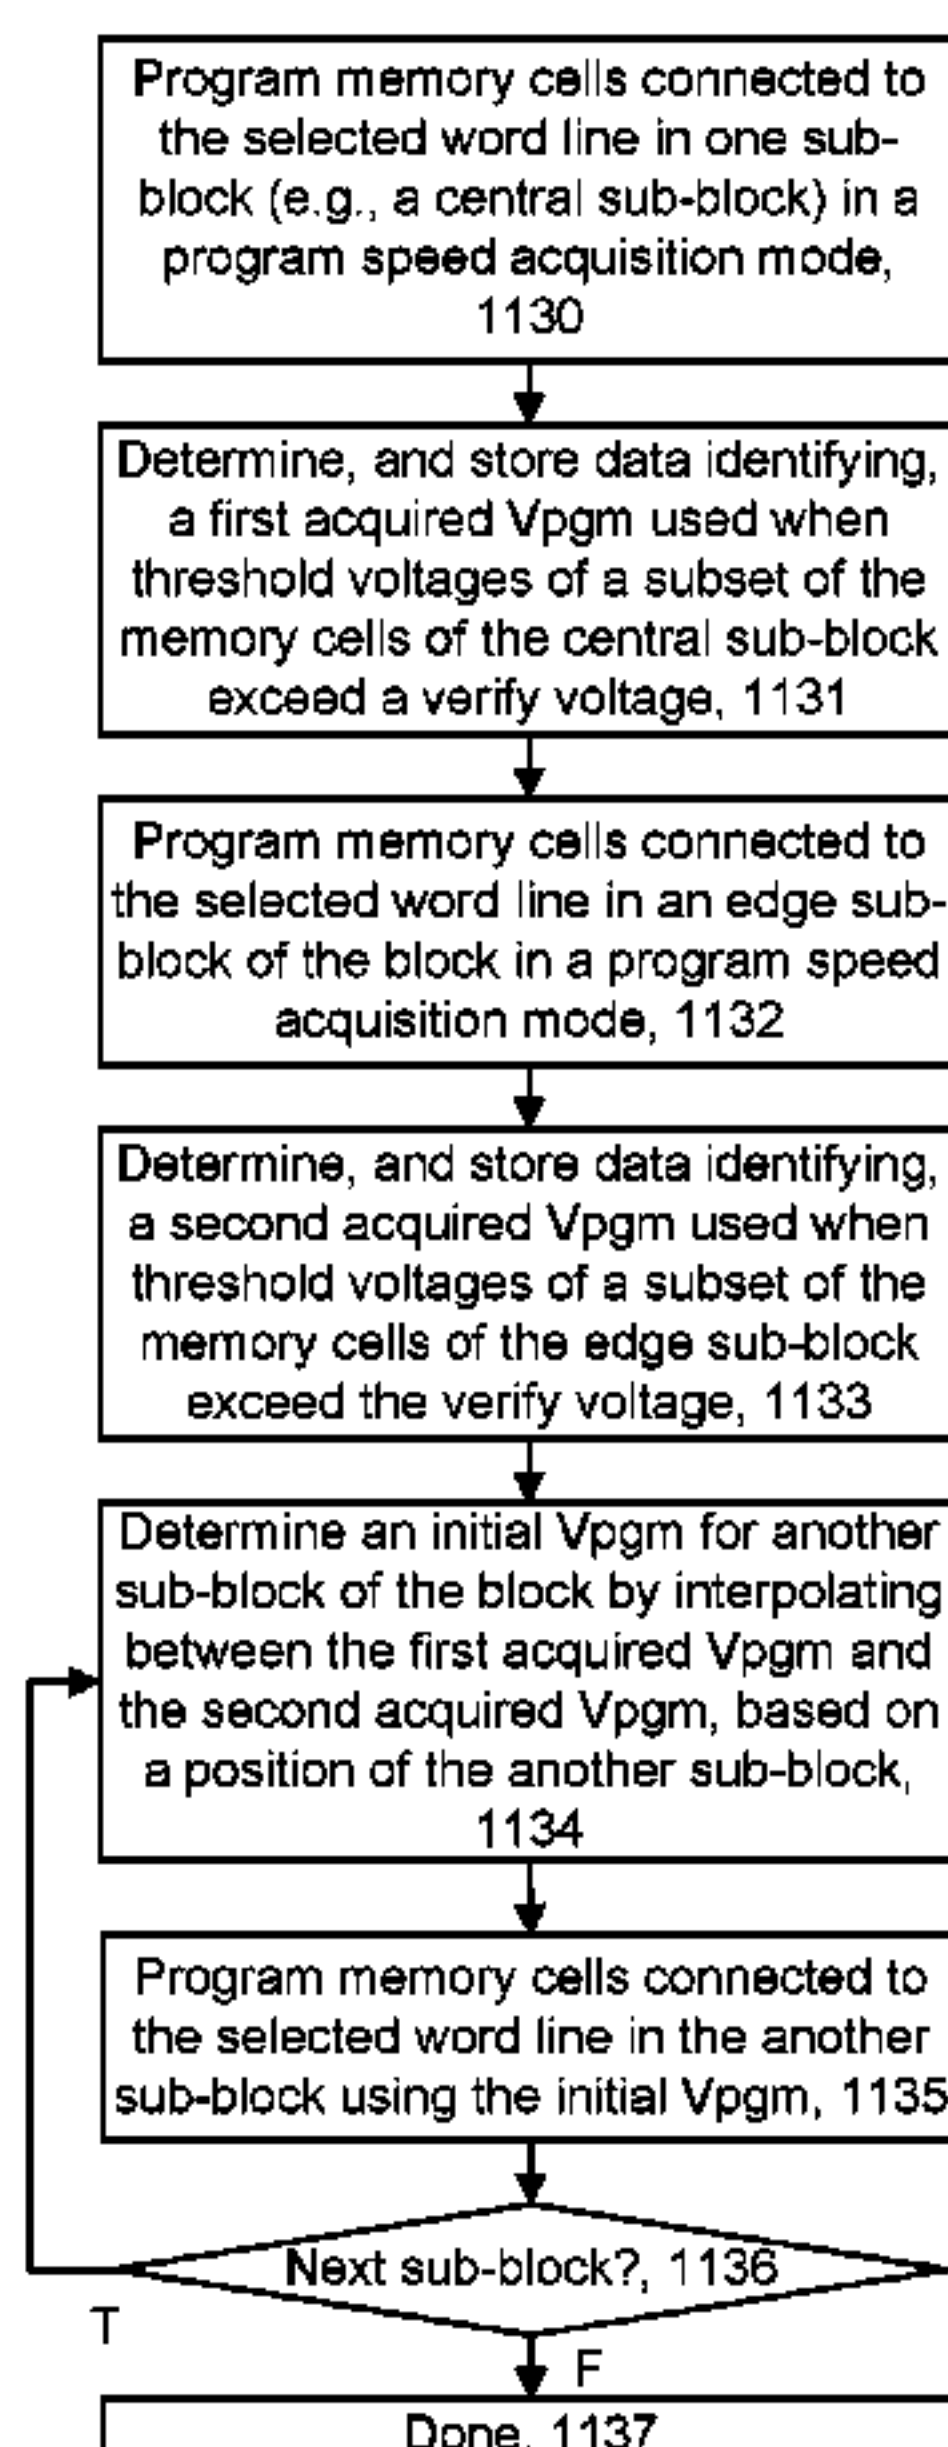 Program memory cells connected to
the selected word line in one sub-
block (e.g., a central sub-block) in a
program speed acquisition mode,
1130
Determine, and store data identifying,
a first acquired Vpgm used when
threshold voltages of a subset of the
memory cells of the central sub-block
exceed a verify voltage, 1131
Program memory cells connected to
the selected word line in an edge sub-
block of the block in a program speed
acquisition mode, 1132
Determine, and store data identifying,
a second acquired Vpgm used when
threshold voltages of a subset of the
memory cells of the edge sub-block
exceed the verify voltage, 1133
Determine an initial Vpgm for another
sub-block of the block by interpolating
between the first acquired Vpgm and
the second acquired Vpgm, based on
a position of the another sub-block,
1134
Program memory cells connected to
the selected word line in the another
sub-block using the initial Vpgm, 1135
Next sub-block?, 1136
T
F
Done, 1137